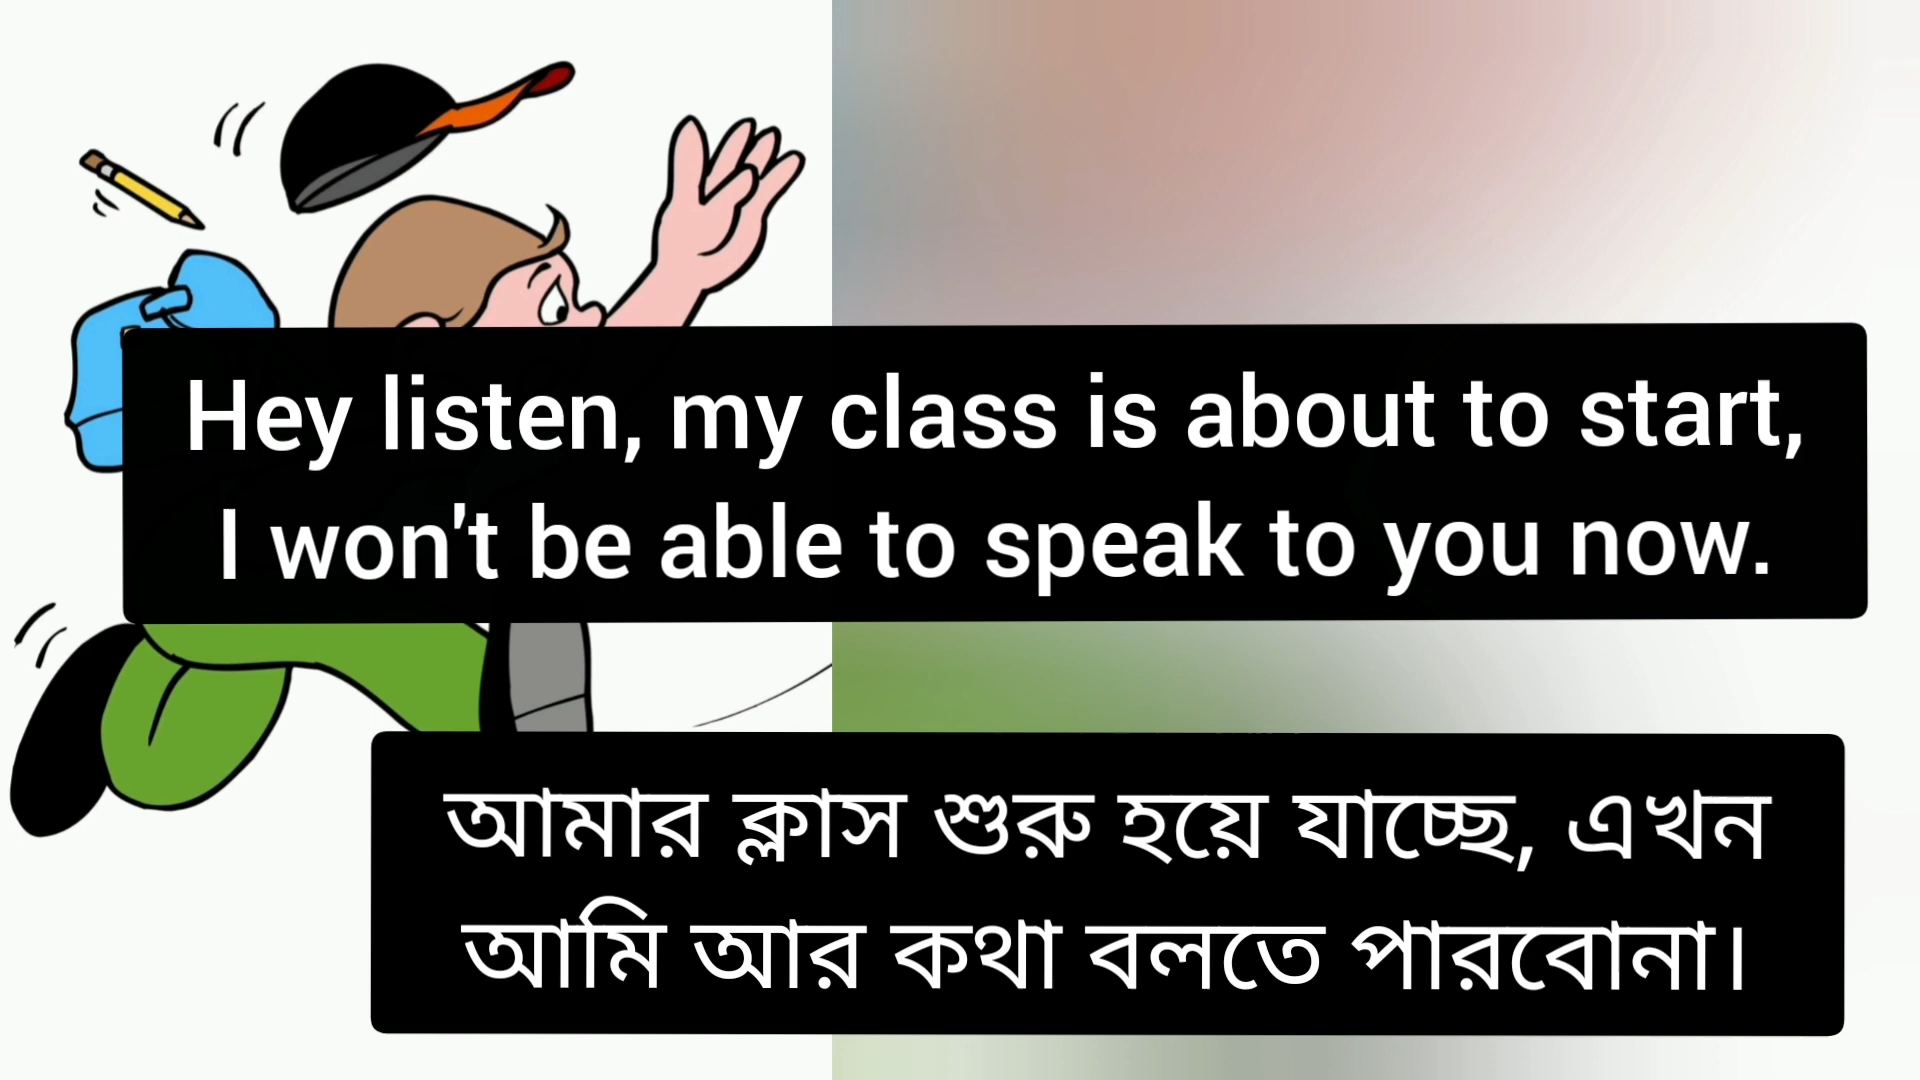 Hey listen, my class is about to start,
I won't be able to speak to you now.
আমার ক্লাস শুরু হয়ে যাচ্ছে, এখন
আমি আর কথা বলতে পারবোনা।